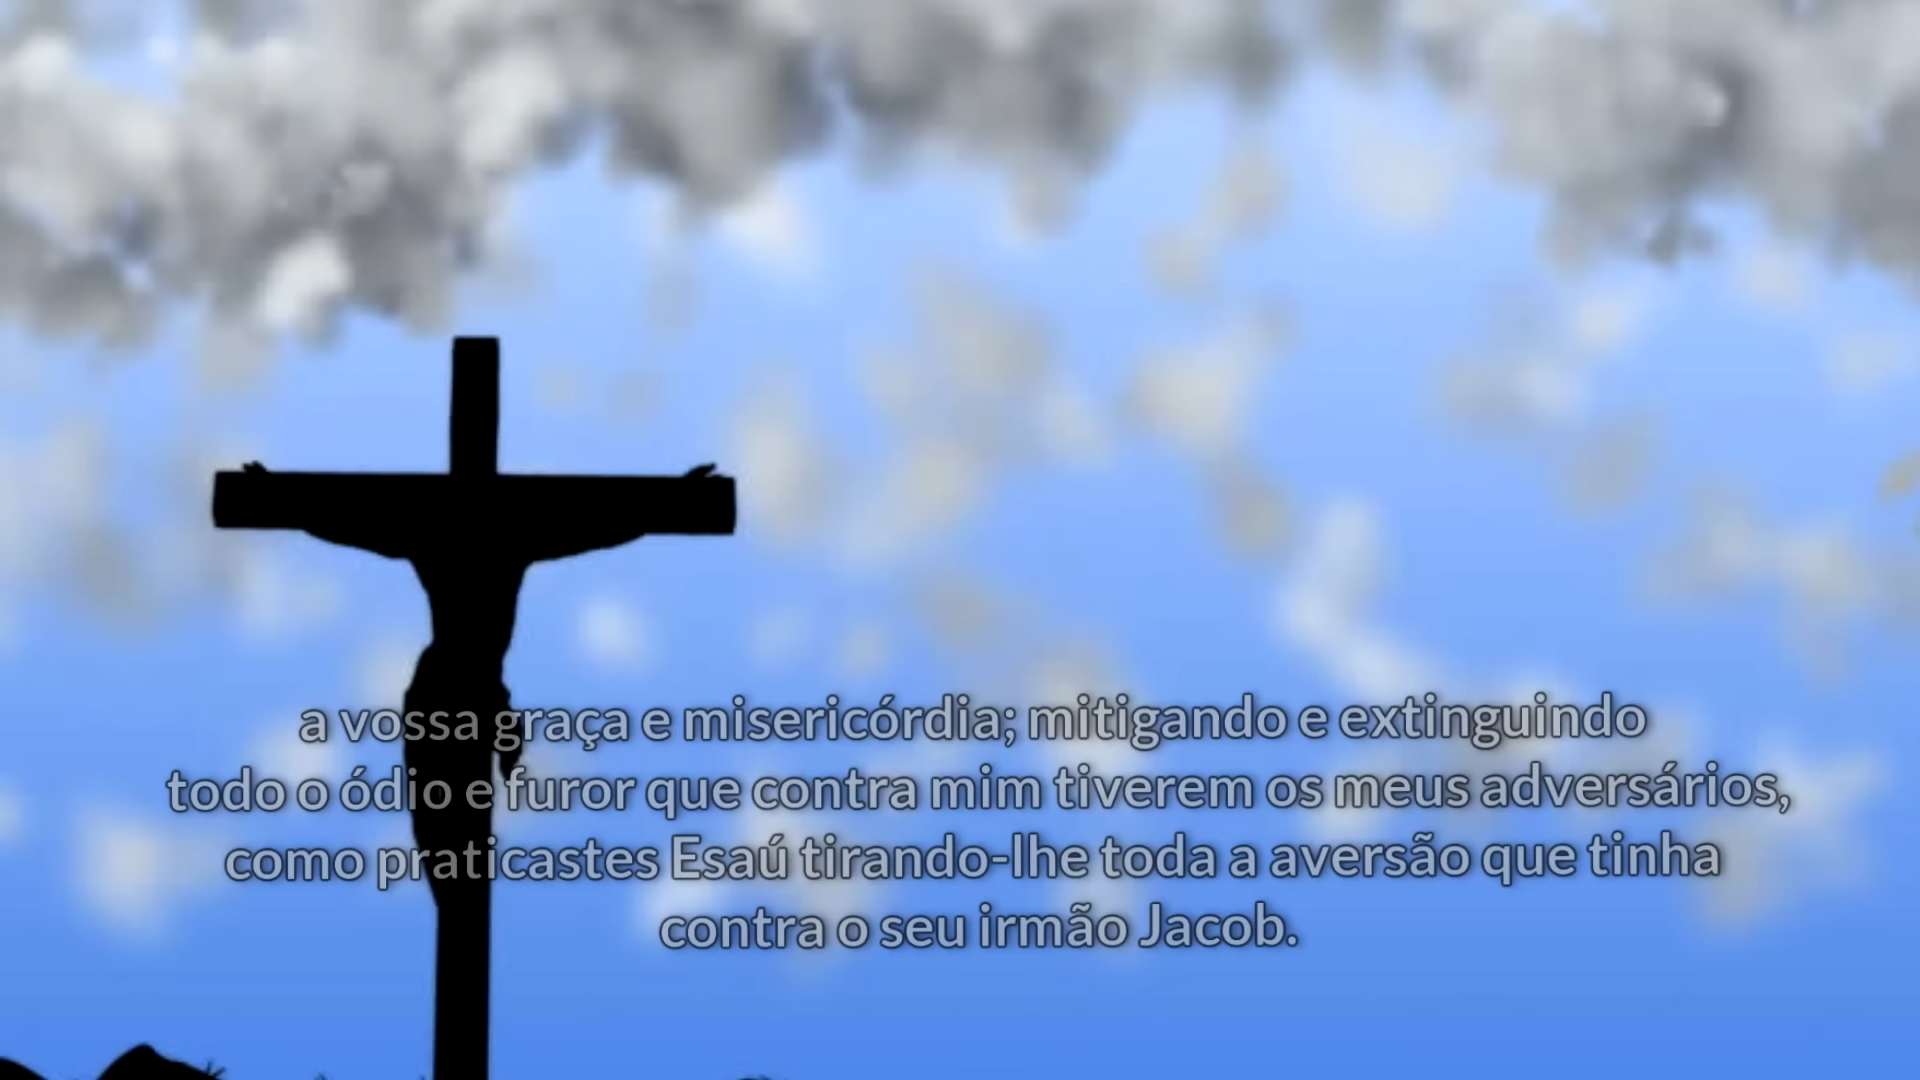 a vossa graça e misericórdia; mitigando e extinguindo
todo o ódio e furor que contra mim tiverem os meus adversários,
como praticastes Esaú tirando-lhe toda a aversão que tinha
contra o seu irmão Jacob.